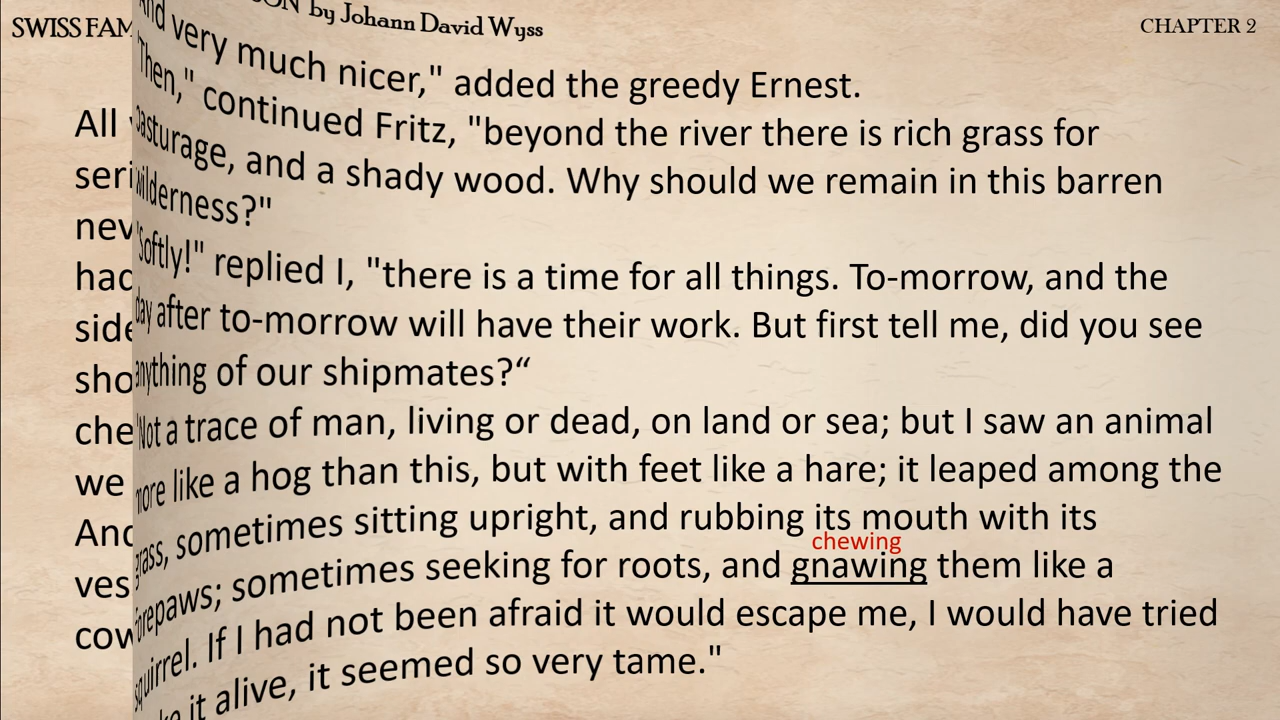 SWISS FAM
by Johann David Wyss
CHAPTER 2
And very much nicer," added the greedy Ernest.
"Then," continued Fritz, "beyond the river there is rich grass for
pasturage, and a shady wood. Why should we remain in this barren
wilderness?"
"Softly!" replied I, "there is a time for all things. To-morrow, and the
day after to-morrow will have their work. But first tell me, did you see
anything of our shipmates?“
"Not a trace of man, living or dead, on land or sea; but I saw an animal
more like a hog than this, but with feet like a hare; it leaped among the
grass, sometimes sitting upright, and rubbing its mouth with its
chewing
forepaws; sometimes seeking for roots, and gnawing them like a
squirrel. If I had not been afraid it would escape me, I would have tried
it alive, it seemed so very tame."
All
seri
nev
had
side
sho
che
we
And
ves
cow